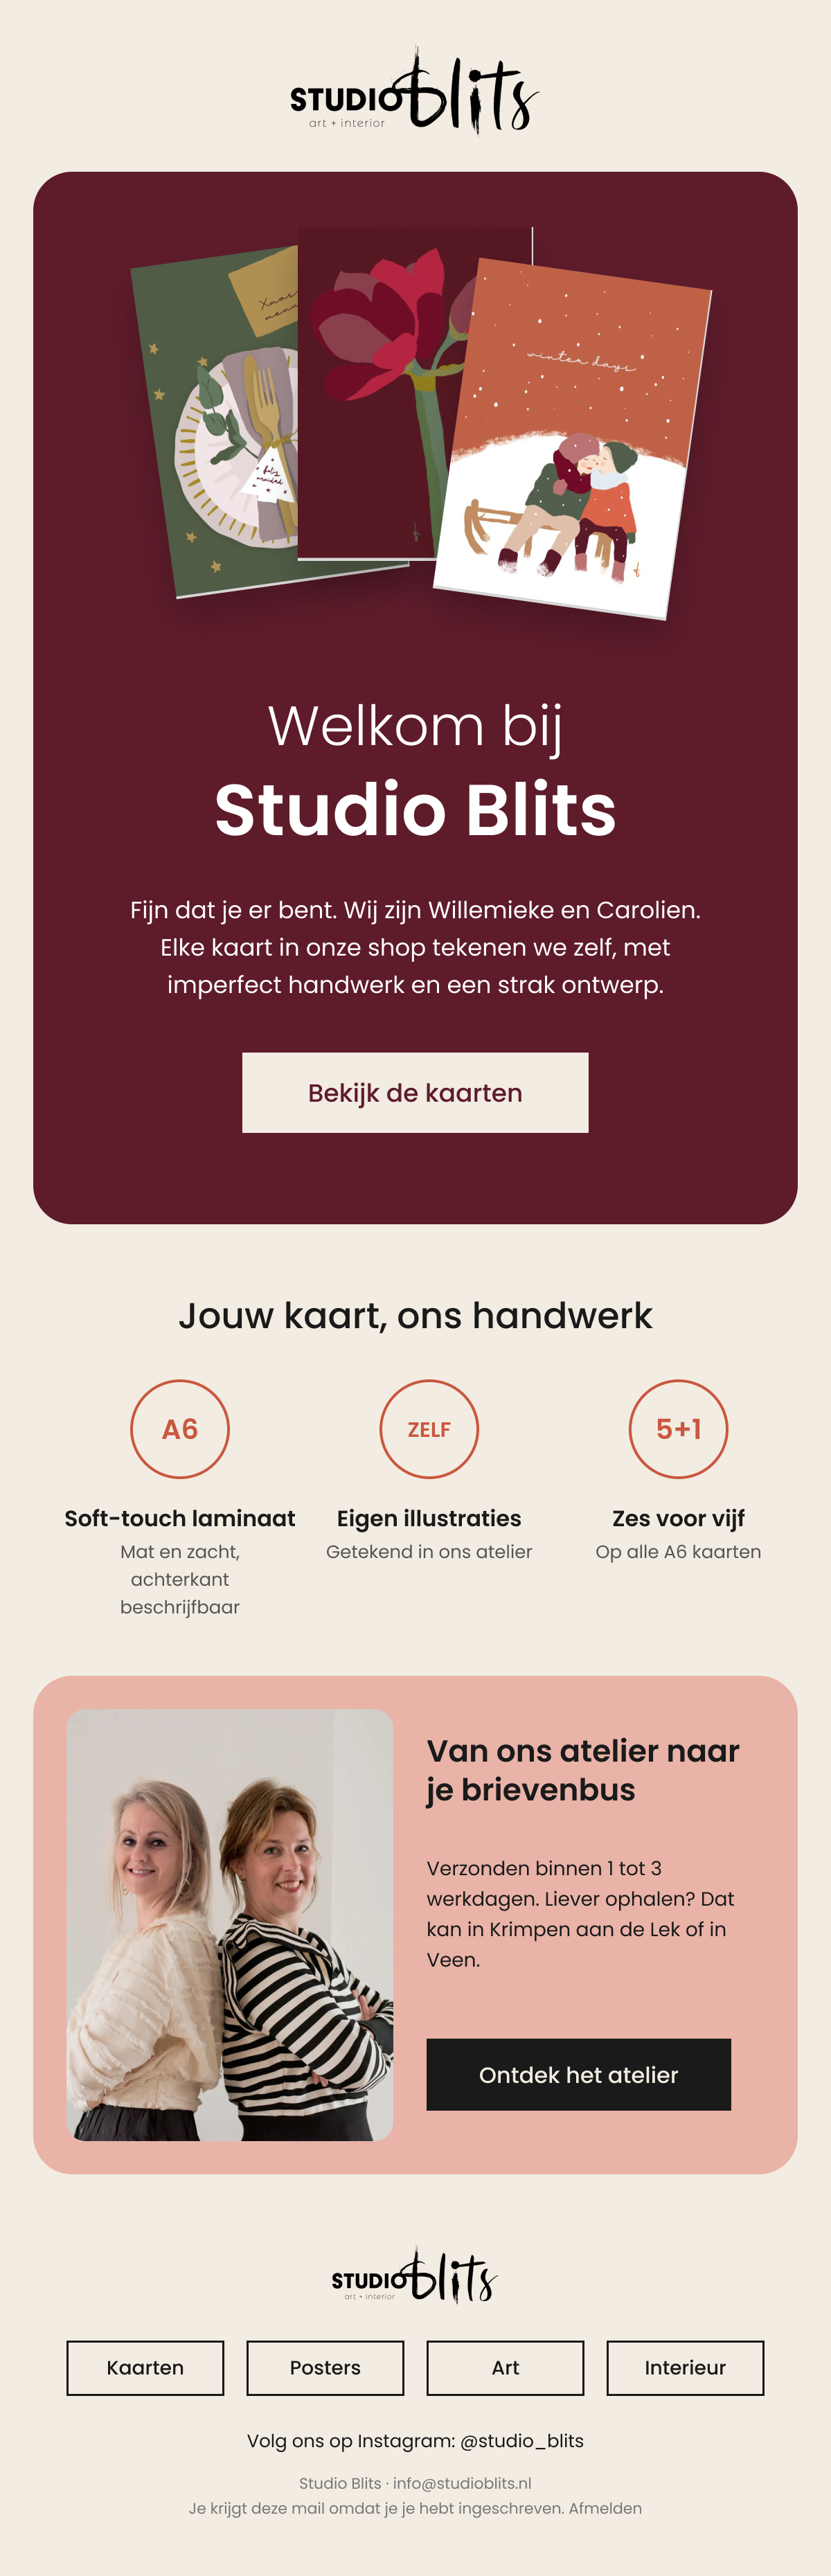 STUDIO blits
art + interior
Xmas
menu
feliz
navidad
winter days
Welkom bij
Studio Blits
Fijn dat je er bent. Wij zijn Willemieke en Carolien.
Elke kaart in onze shop tekenen we zelf, met
imperfect handwerk en een strak ontwerp.
Bekijk de kaarten
Jouw kaart, ons handwerk
A6
ZELF
5+1
Soft-touch laminaat
Eigen illustraties
Zes voor vijf
Mat en zacht,
achterkant
beschrijfbaar
Getekend in ons atelier
Op alle A6 kaarten
Van ons atelier naar
je brievenbus
Verzonden binnen 1 tot 3
werkdagen. Liever ophalen? Dat
kan in Krimpen aan de Lek of in
Veen.
Ontdek het atelier
STUDIO blits
art + interior
Kaarten
Posters
Art
Interieur
Volg ons op Instagram: @studio_blits
Studio Blits · info@studioblits.nl
Je krijgt deze mail omdat je je hebt ingeschreven. Afmelden